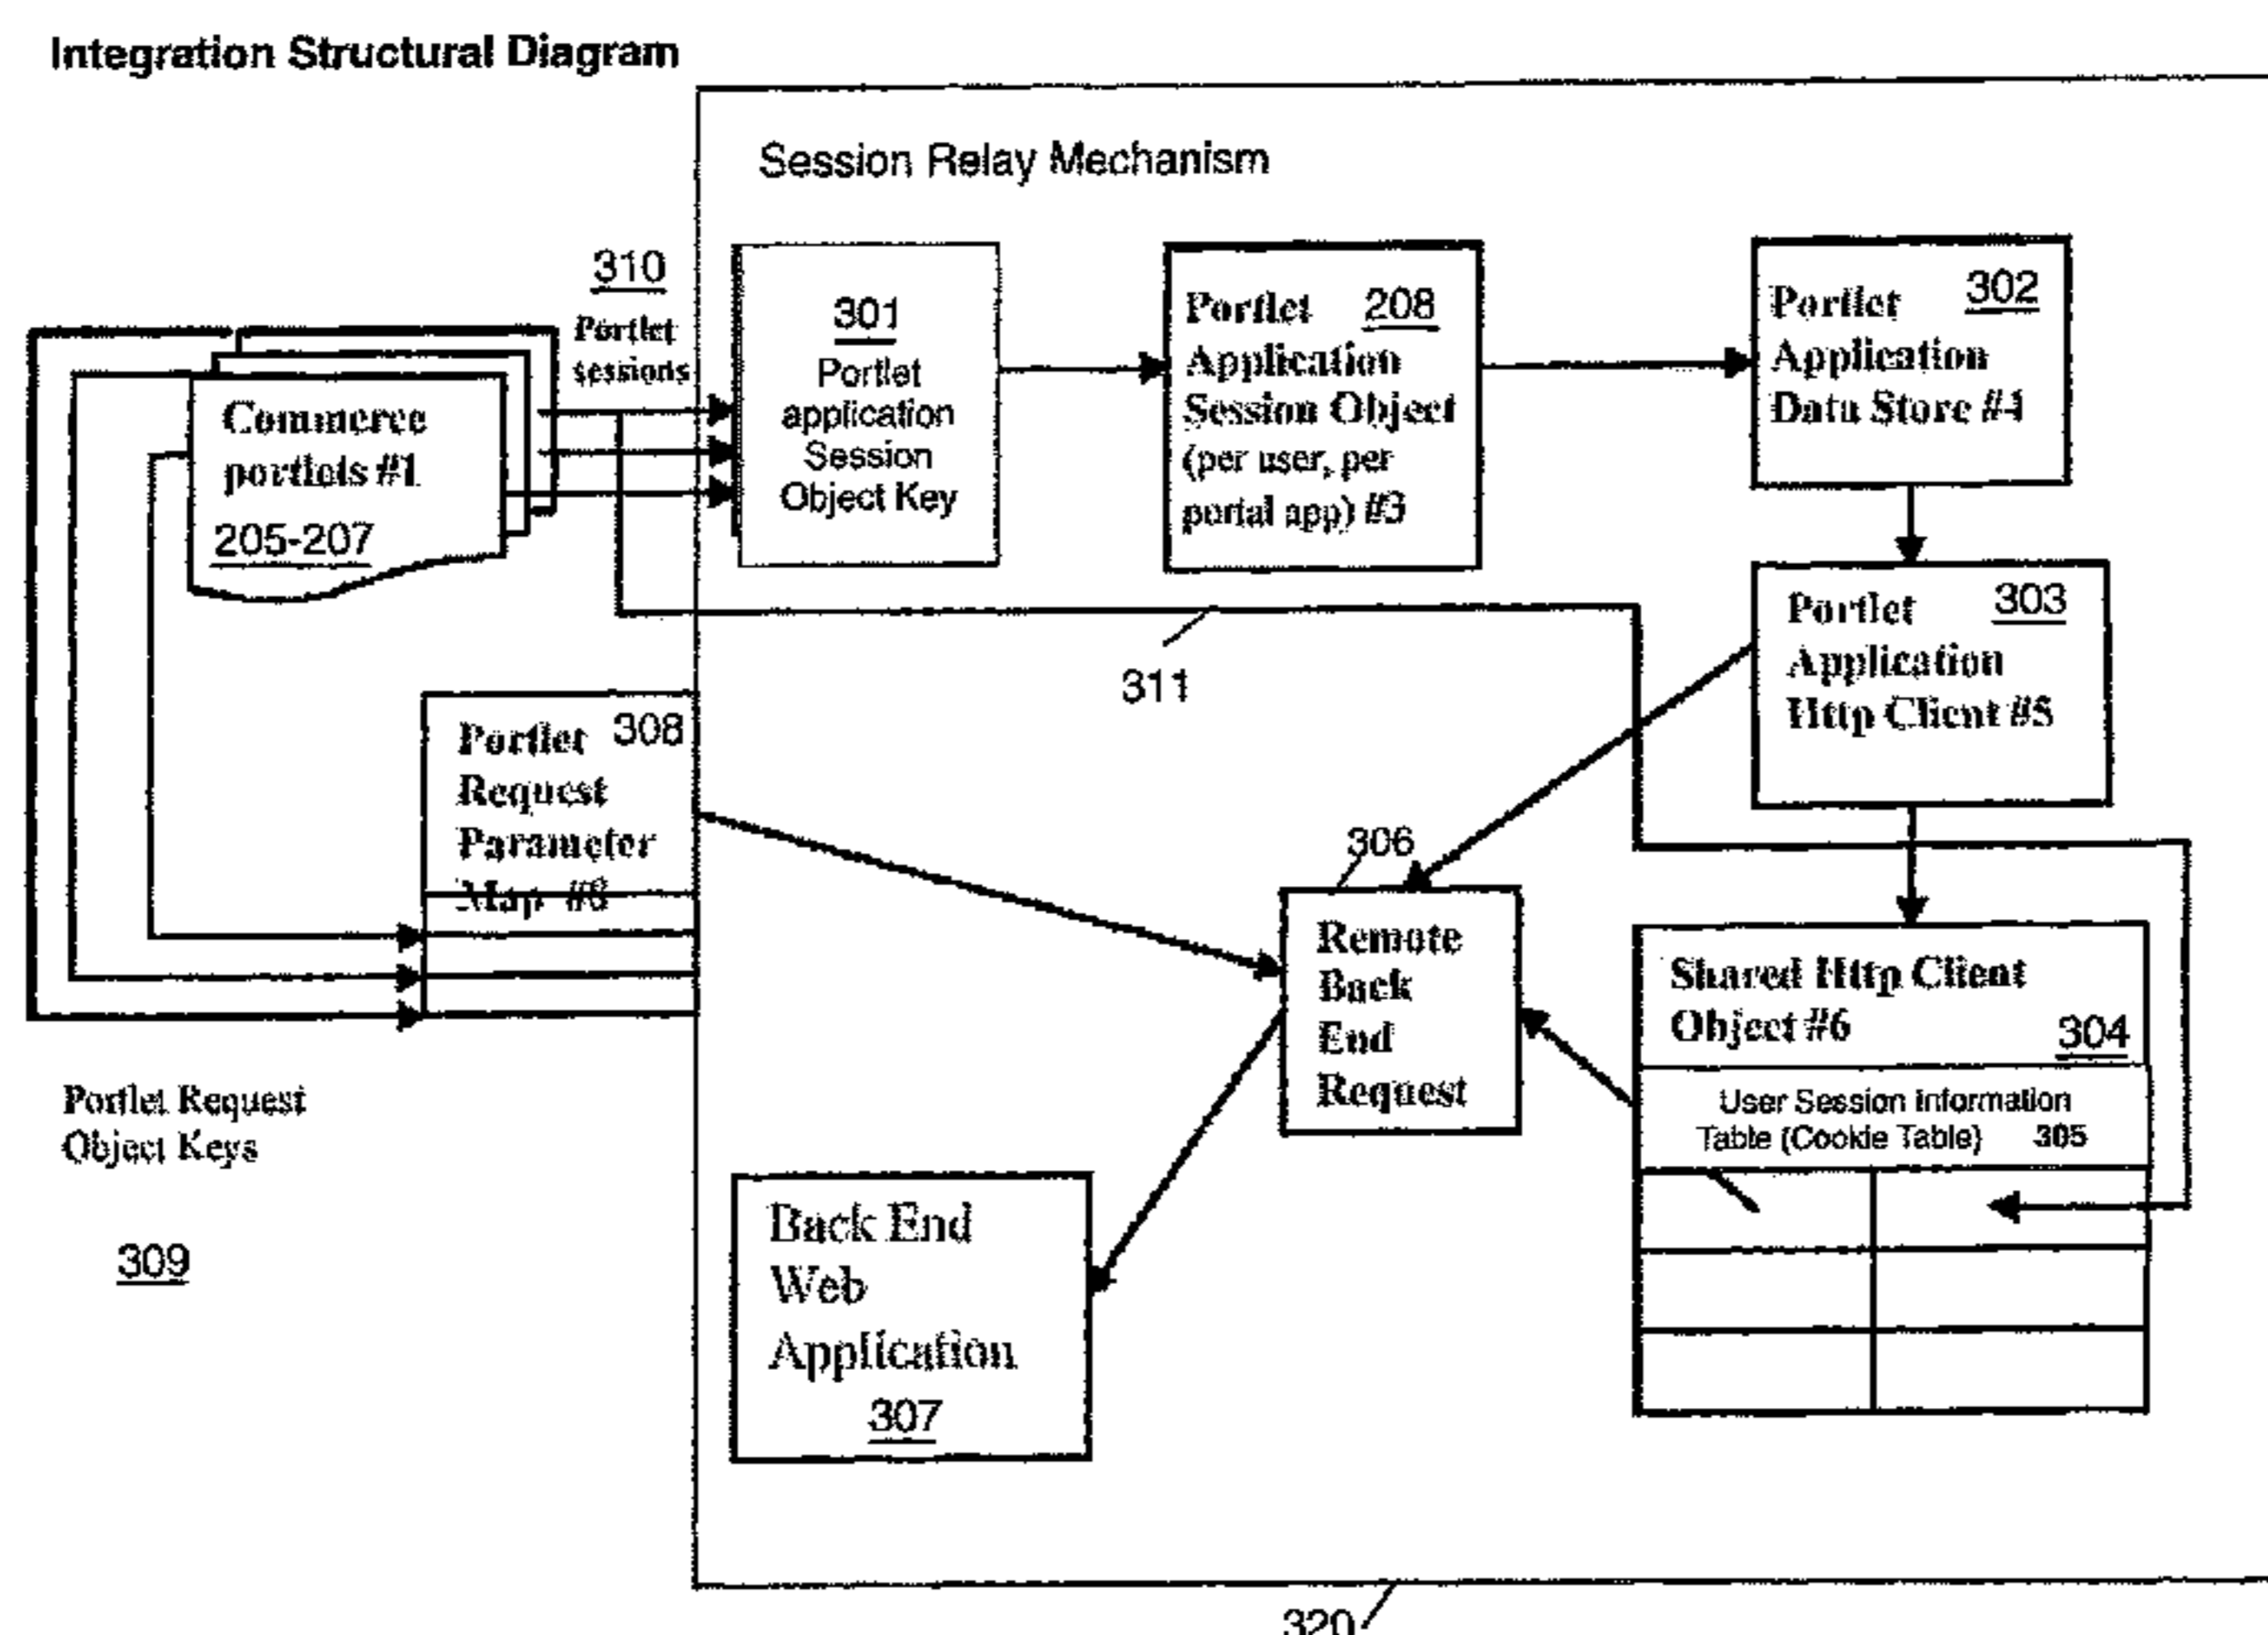 Integration Structural Diagram
Session Relay Mechanism
310
Portlet
sessions
301
Portlet
application
Session
Object Key
Portlet 208
Application
Session Object
(per user, per
portal app) #3
302
Portlet
Application
Data Store #4
Commerce
portlets #1
205-207
Portlet 303
Application
Http Client #5
311
Portlet 308
Request
Parameter
Map #8
306
Remote
Back
End
Request
Shared Http Client
Object #6 304
User Session Information
Table (Cookie Table) 305
Portlet Request
Object Keys
309
Back End
Web
Application
307
320